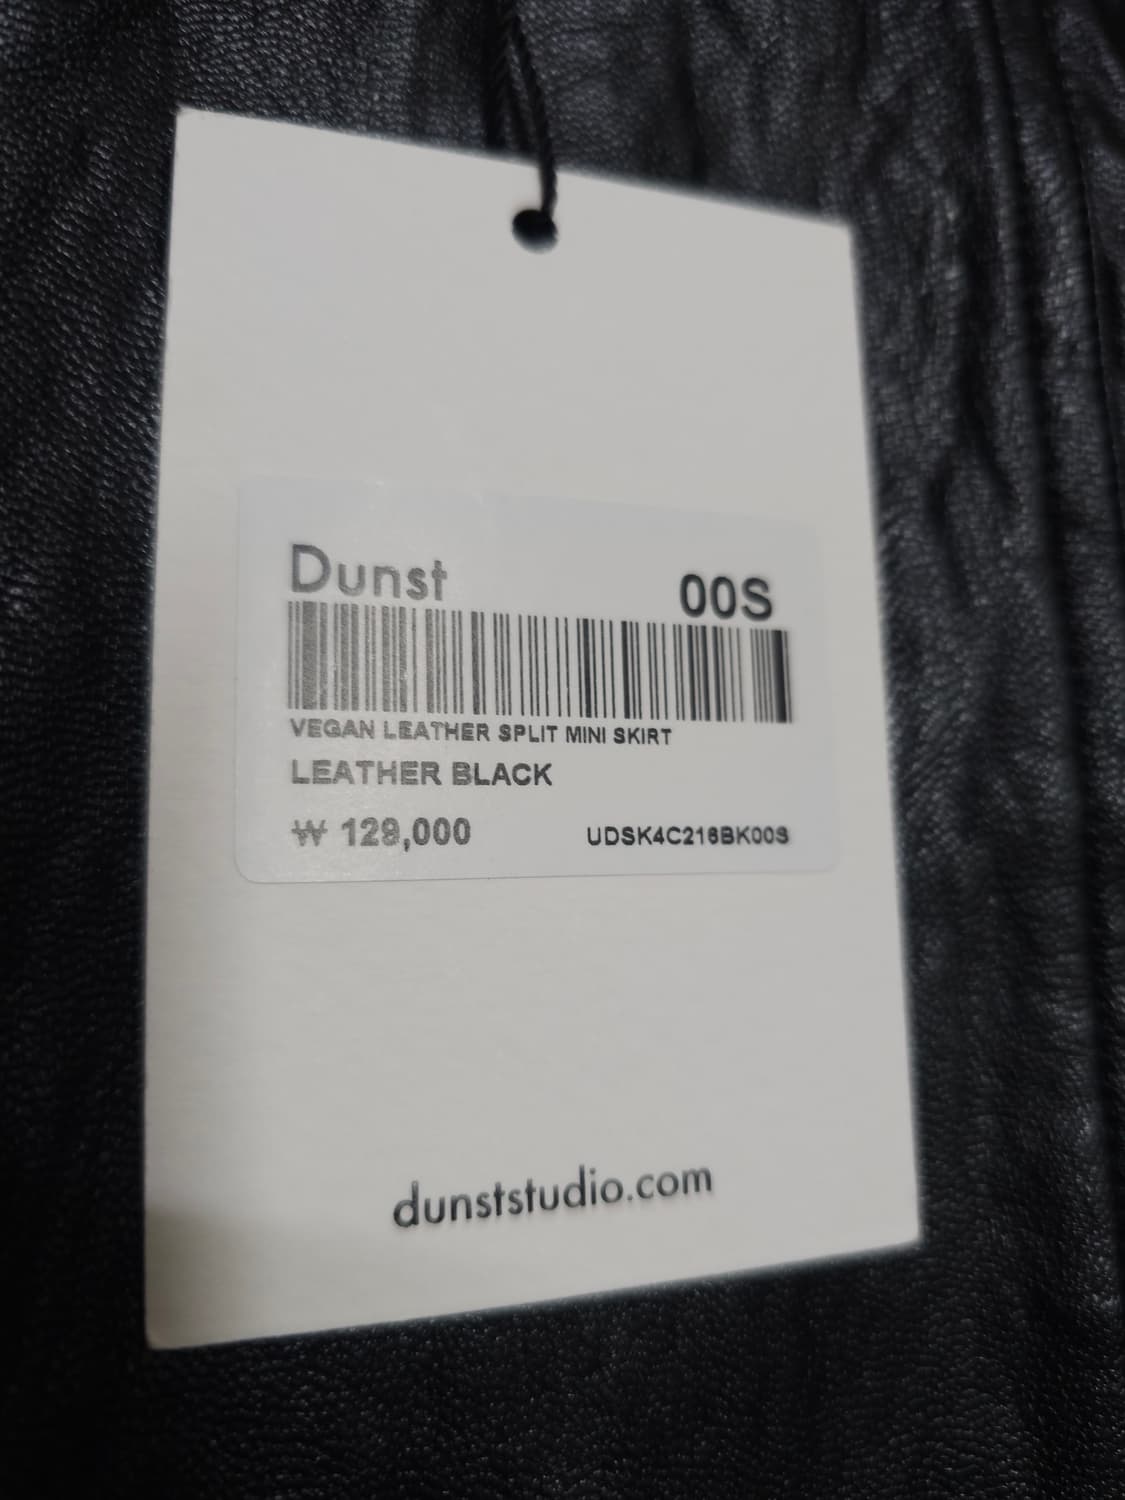 Dunst
00S
VEGAN LEATHER SPLIT MINI SKIRT
LEATHER BLACK
₩ 129,000
UDSK4C216BK00S
dunststudio.com